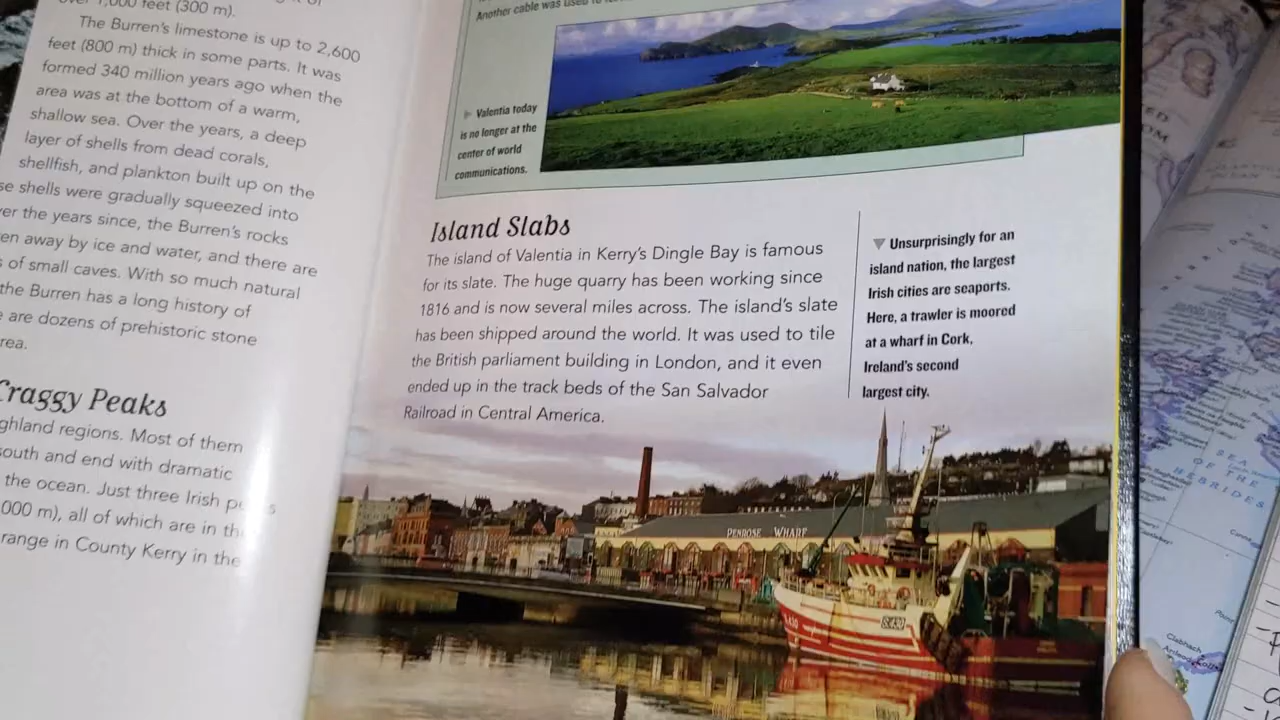 over 1,000 feet (300 m).
The Burren's limestone is up to 2,600
feet (800 m) thick in some parts. It was
formed 340 million years ago when the
area was at the bottom of a warm,
shallow sea. Over the years, a deep
layer of shells from dead corals,
shellfish, and plankton built up on the
se shells were gradually squeezed into
ver the years since, the Burren's rocks
en away by ice and water, and there are
s of small caves. With so much natural
the Burren has a long history of
e are dozens of prehistoric stone
rea.
Craggy Peaks
ghland regions. Most of them
south and end with dramatic
the ocean. Just three Irish
000 m), all of which are in the
range in County Kerry in the
Another cable was used to
▶ Valentia today
is no longer at the
center of world
communications.
Island Slabs
The island of Valentia in Kerry's Dingle Bay is famous
for its slate. The huge quarry has been working since
1816 and is now several miles across. The island's slate
has been shipped around the world. It was used to tile
the British parliament building in London, and it even
ended up in the track beds of the San Salvador
Railroad in Central America.
▼ Unsurprisingly for an
island nation, the largest
Irish cities are seaports.
Here, a trawler is moored
at a wharf in Cork,
Ireland's second
largest city.
PENROSE WHARF
SEA
OF THE
HEBRIDES
Clabhach